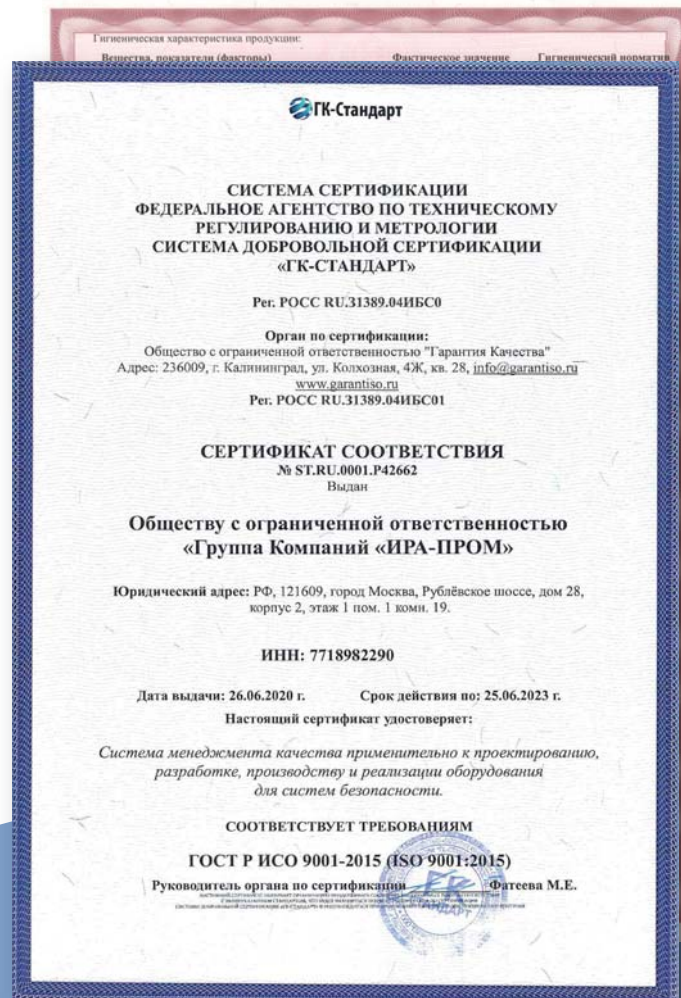 Гигиеническая характеристика продукции:
Вещества, показатели (факторы) Фактическое значение Гигиенический норматив
ГК-Стандарт
СИСТЕМА СЕРТИФИКАЦИИ
ФЕДЕРАЛЬНОЕ АГЕНТСТВО ПО ТЕХНИЧЕСКОМУ
РЕГУЛИРОВАНИЮ И МЕТРОЛОГИИ
СИСТЕМА ДОБРОВОЛЬНОЙ СЕРТИФИКАЦИИ
«ГК-СТАНДАРТ»
Рег. РОСС RU.31389.04ИБС0
Орган по сертификации:
Общество с ограниченной ответственностью "Гарантия Качества"
Адрес: 236009, г. Калининград, ул. Колхозная, 4Ж, кв. 28, info@garantiso.ru
www.garantiso.ru
Рег. РОСС RU.31389.04ИБС01
СЕРТИФИКАТ СООТВЕТСТВИЯ
№ ST.RU.0001.P42662
Выдан
Обществу с ограниченной ответственностью
«Группа Компаний «ИРА-ПРОМ»
Юридический адрес: РФ, 121609, город Москва, Рублёвское шоссе, дом 28,
корпус 2, этаж 1 пом. 1 комн. 19.
ИНН: 7718982290
Дата выдачи: 26.06.2020 г. Срок действия по: 25.06.2023 г.
Настоящий сертификат удостоверяет:
Система менеджмента качества применительно к проектированию,
разработке, производству и реализации оборудования
для систем безопасности.
СООТВЕТСТВУЕТ ТРЕБОВАНИЯМ
ГОСТ Р ИСО 9001-2015 (ISO 9001:2015)
Руководитель органа по сертификации Фатеева М.Е.
ГК
СТАНДАРТ